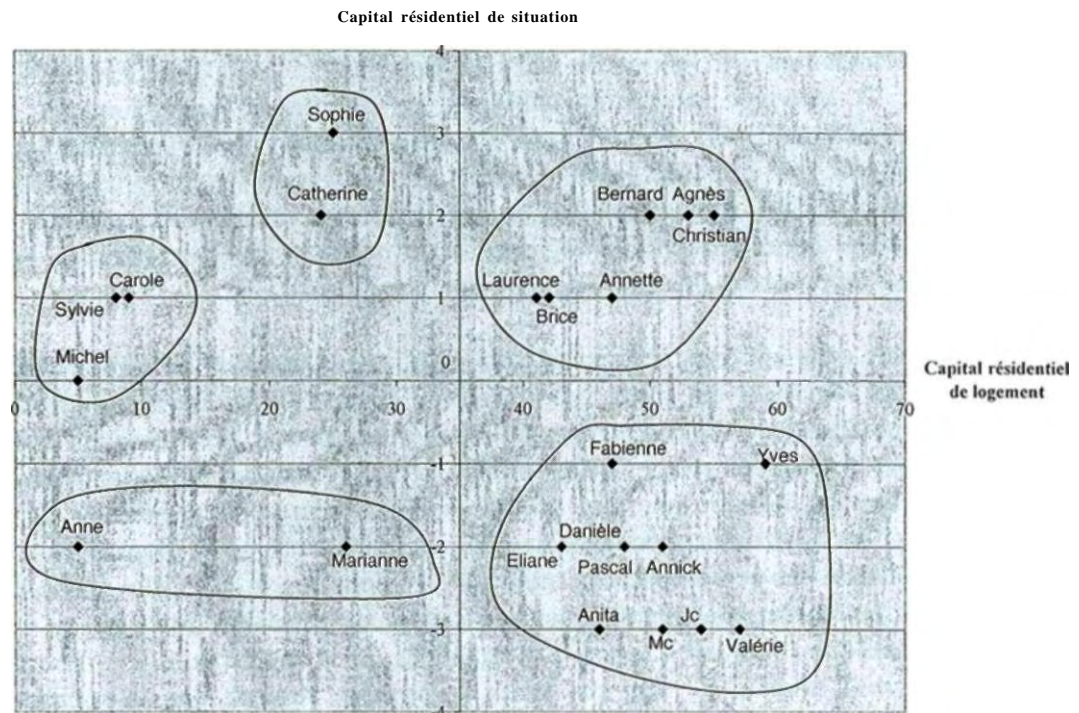 Capital résidentiel de situation
4
Sophie
3
Catherine
Bernard Agnès
2
Christian
Carole
Laurence Annette
1
Sylvie
Brice
Michel
0
Capital résidentiel
de logement
0 10 20 30 40 50 60 70
Fabienne
Yves
-1
Anne
Danièle
-2
Marianne
Eliane Pascal Annick
Anita Jc
-3
Mc Valérie
-4